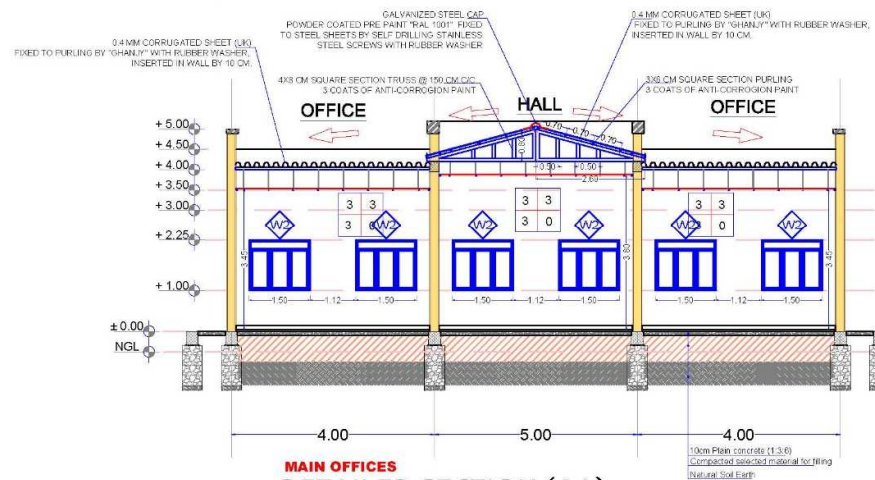 GALVANIZED STEEL CAP
POWDER COATED PRE PAINT "RAL 1001" FIXED
TO STEEL SHEETS BY SELF DRILLING STAINLESS
STEEL SCREWS WITH RUBBER WASHER
0.4 MM CORRUGATED SHEET (UK)
FIXED TO PURLING BY "GHANJY" WITH RUBBER WASHER,
INSERTED IN WALL BY 10 CM.
0.4 MM CORRUGATED SHEET (UK)
FIXED TO PURLING BY "GHANJY" WITH RUBBER WASHER,
INSERTED IN WALL BY 10 CM.
4X8 CM SQUARE SECTION TRUSS @ 150 CM C/C
3 COATS OF ANTI-CORROGION PAINT
3X6 CM SQUARE SECTION PURLING
3 COATS OF ANTI-CORROGION PAINT
OFFICE
HALL
OFFICE
+ 5.00
+ 4.50
+ 4.00
+ 3.50
+ 3.00
+ 2.25
+ 1.00
± 0.00
NGL
0.70
0.70
0.70
0.80
0.50
0.50
2.60
3 3
3 0
3 3
3 0
3 3
3 0
W2
W2
W2
W2
W2
W2
3.45
3.60
3.45
1.50
1.12
1.50
1.50
1.12
1.50
1.50
1.12
1.50
4.00
5.00
4.00
10cm Plain concrete (1:3:6)
Compacted selected material for filling
Natural Soil Earth
MAIN OFFICES